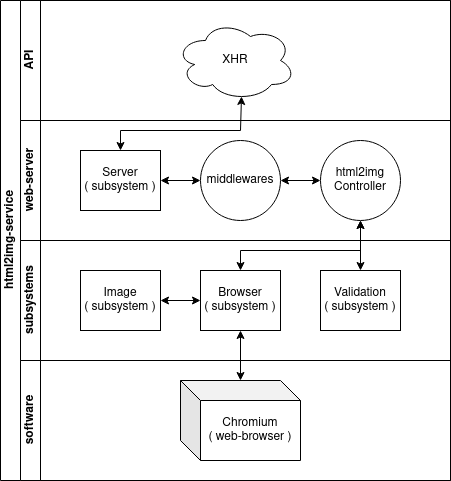 html2img-service
API
XHR
web-server
Server
( subsystem )
middlewares
html2img
Controller
subsystems
Image
( subsystem )
Browser
( subsystem )
Validation
( subsystem )
software
Chromium
( web-browser )